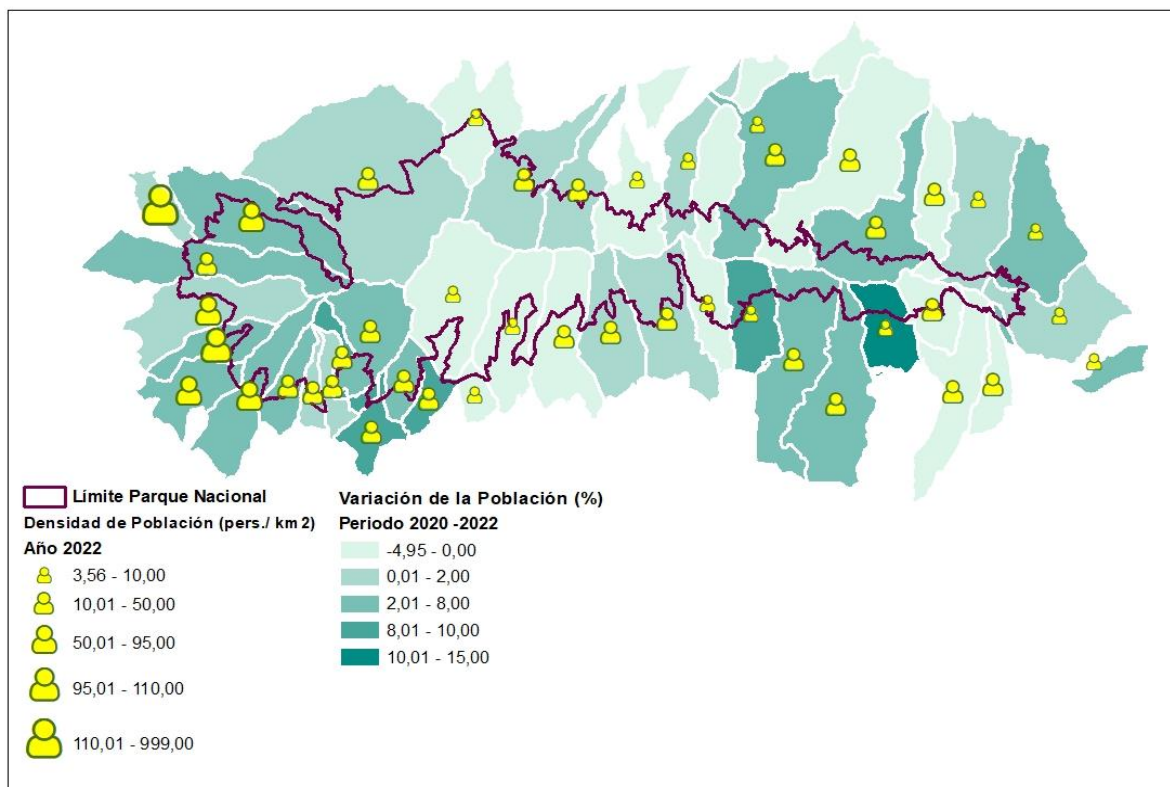 Límite Parque Nacional
Densidad de Población (pers./ km2)
Año 2022
3,56 - 10,00
10,01 - 50,00
50,01 - 95,00
95,01 - 110,00
110,01 - 999,00
Variación de la Población (%)
Periodo 2020 -2022
-4,95 - 0,00
0,01 - 2,00
2,01 - 8,00
8,01 - 10,00
10,01 - 15,00